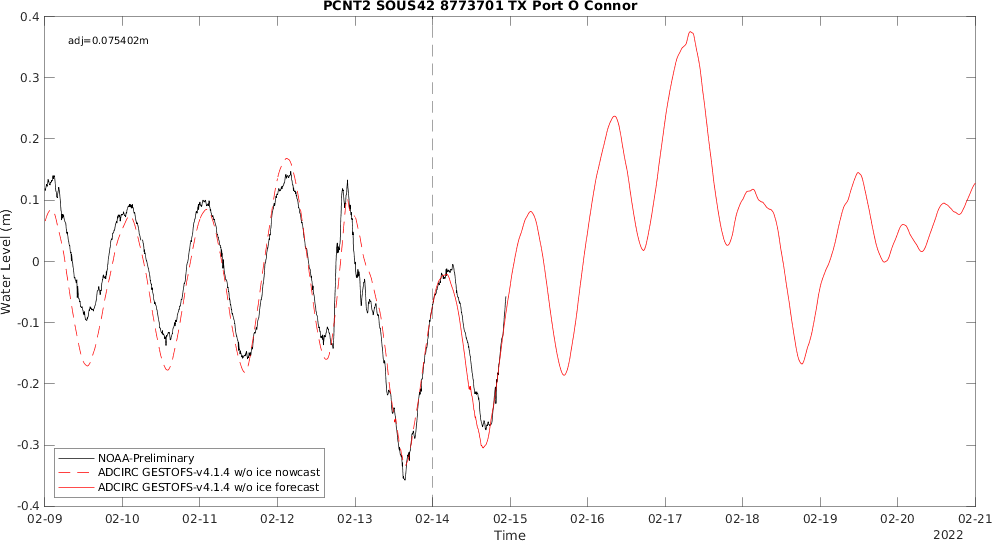 PCNT2 SOUS42 8773701 TX Port O Connor
adj=0.075402m
0.4
0.3
0.2
0.1
0
-0.1
-0.2
-0.3
-0.4
Water Level (m)
NOAA-Preliminary
ADCIRC GESTOFS-v4.1.4 w/o ice nowcast
ADCIRC GESTOFS-v4.1.4 w/o ice forecast
02-09 02-10 02-11 02-12 02-13 02-14 02-15 02-16 02-17 02-18 02-19 02-20 02-21
Time
2022